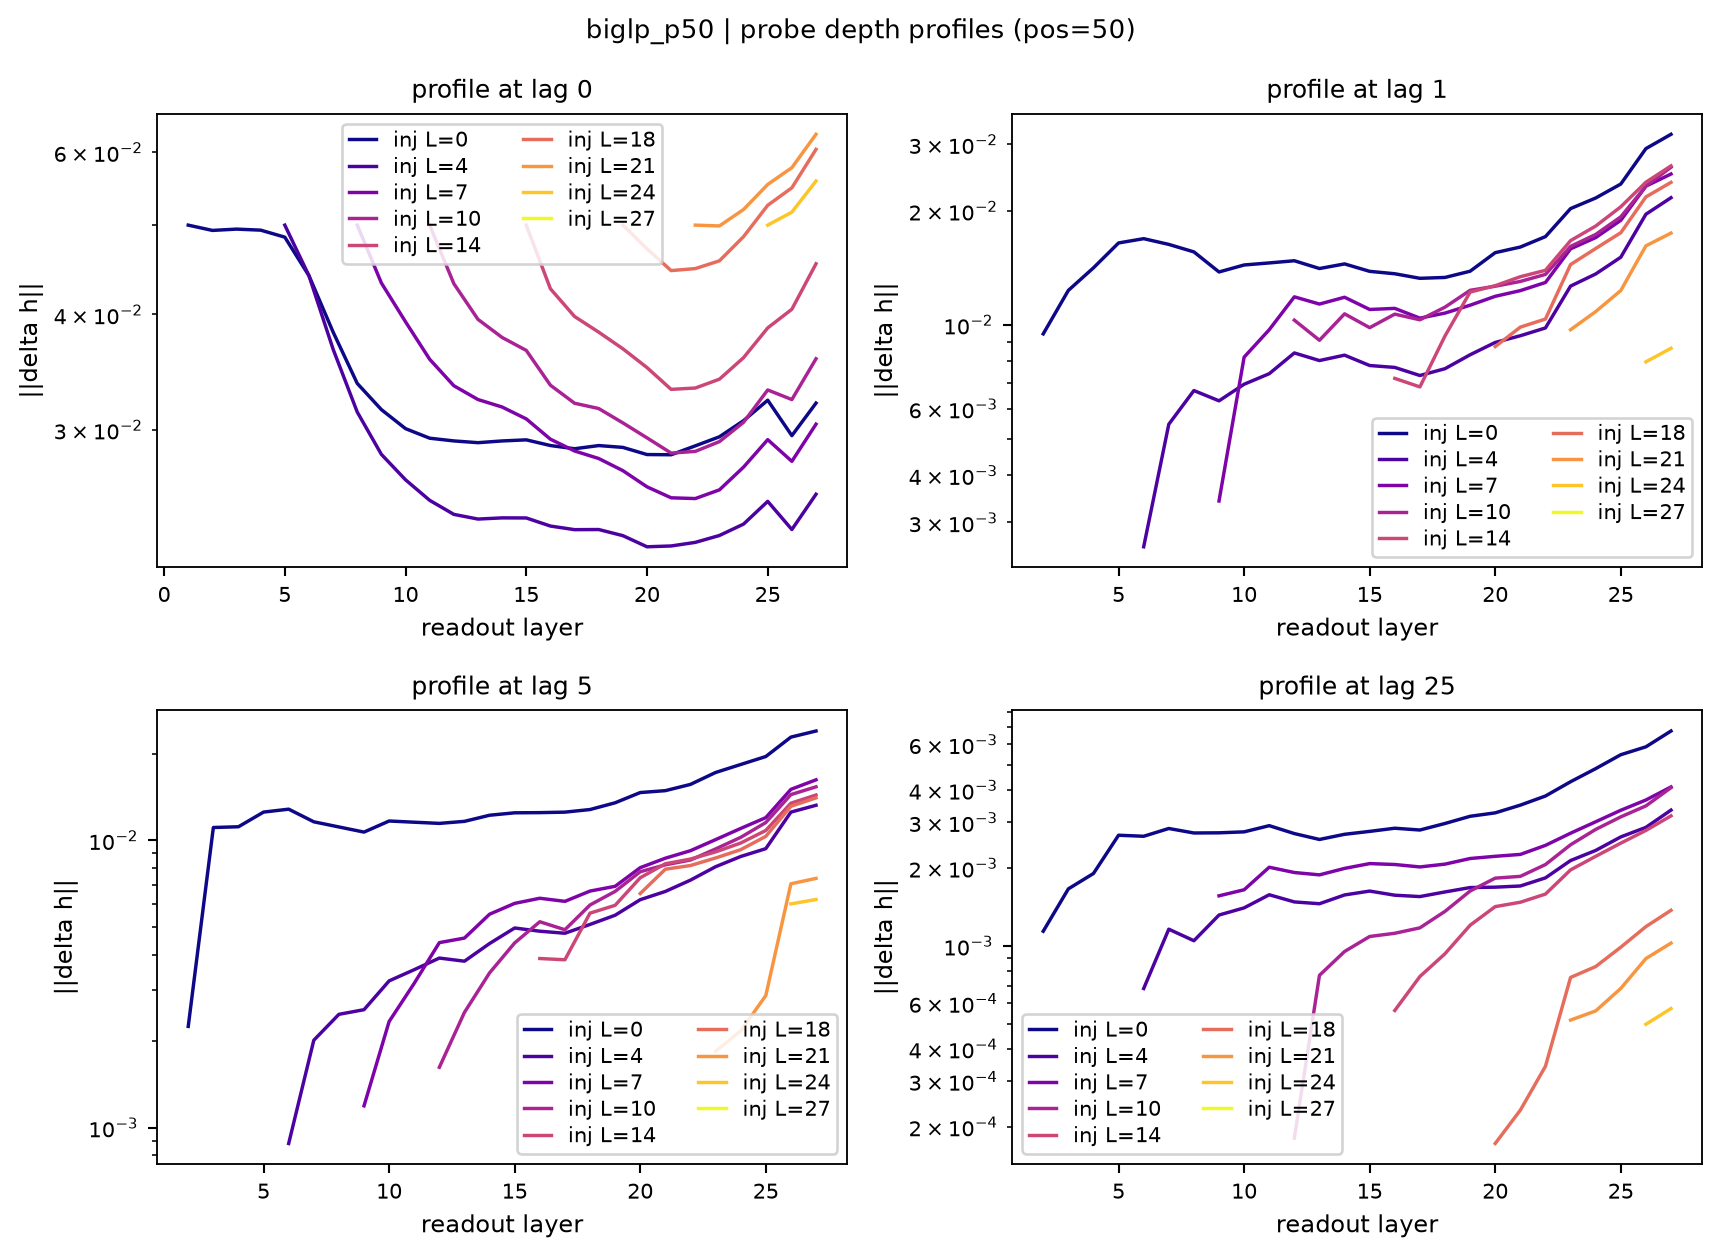 biglp_p50 | probe depth profiles (pos=50)
profile at lag 0
6 × 10⁻²
4 × 10⁻²
3 × 10⁻²
||delta h||
inj L=0
inj L=4
inj L=7
inj L=10
inj L=14
inj L=18
inj L=21
inj L=24
inj L=27
0 5 10 15 20 25
readout layer
profile at lag 1
3 × 10⁻²
2 × 10⁻²
10⁻²
6 × 10⁻³
4 × 10⁻³
3 × 10⁻³
||delta h||
inj L=0
inj L=4
inj L=7
inj L=10
inj L=14
inj L=18
inj L=21
inj L=24
inj L=27
5 10 15 20 25
readout layer
profile at lag 5
10⁻²
10⁻³
||delta h||
inj L=0
inj L=4
inj L=7
inj L=10
inj L=14
inj L=18
inj L=21
inj L=24
inj L=27
5 10 15 20 25
readout layer
profile at lag 25
6 × 10⁻³
4 × 10⁻³
3 × 10⁻³
2 × 10⁻³
10⁻³
6 × 10⁻⁴
4 × 10⁻⁴
3 × 10⁻⁴
2 × 10⁻⁴
||delta h||
inj L=0
inj L=4
inj L=7
inj L=10
inj L=14
inj L=18
inj L=21
inj L=24
inj L=27
5 10 15 20 25
readout layer